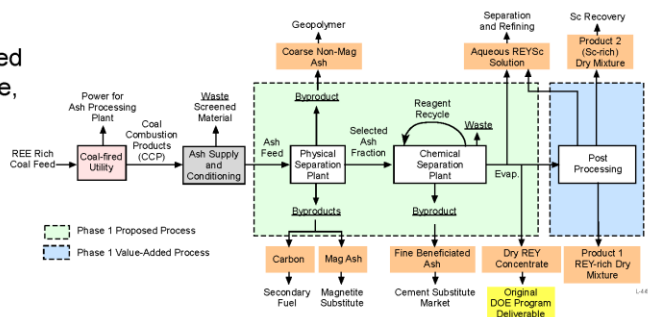 ed
e,
Geopolymer
Separation
and Refining
Sc Recovery
Coarse Non-Mag
Ash
Aqueous REYSc
Solution
Product 2
(Sc-rich)
Dry Mixture
Power for
Ash Processing
Plant
Waste
Screened
Material
Byproduct
Reagent
Recycle
Waste
Coal
Combustion
Products
(CCP)
REE Rich
Coal Feed
Coal-fired
Utility
Ash Supply
and
Conditioning
Ash
Feed
Physical
Separation
Plant
Selected
Ash
Fraction
Chemical
Separation
Plant
Evap.
Post
Processing
Byproducts
Byproduct
Phase 1 Proposed Process
Phase 1 Value-Added Process
Carbon
Mag Ash
Fine Beneficiated
Ash
Dry REY
Concentrate
Product 1
REY-rich Dry
Mixture
Secondary
Fuel
Magnetite
Substitute
Cement Substitute
Market
Original
DOE Program
Deliverable